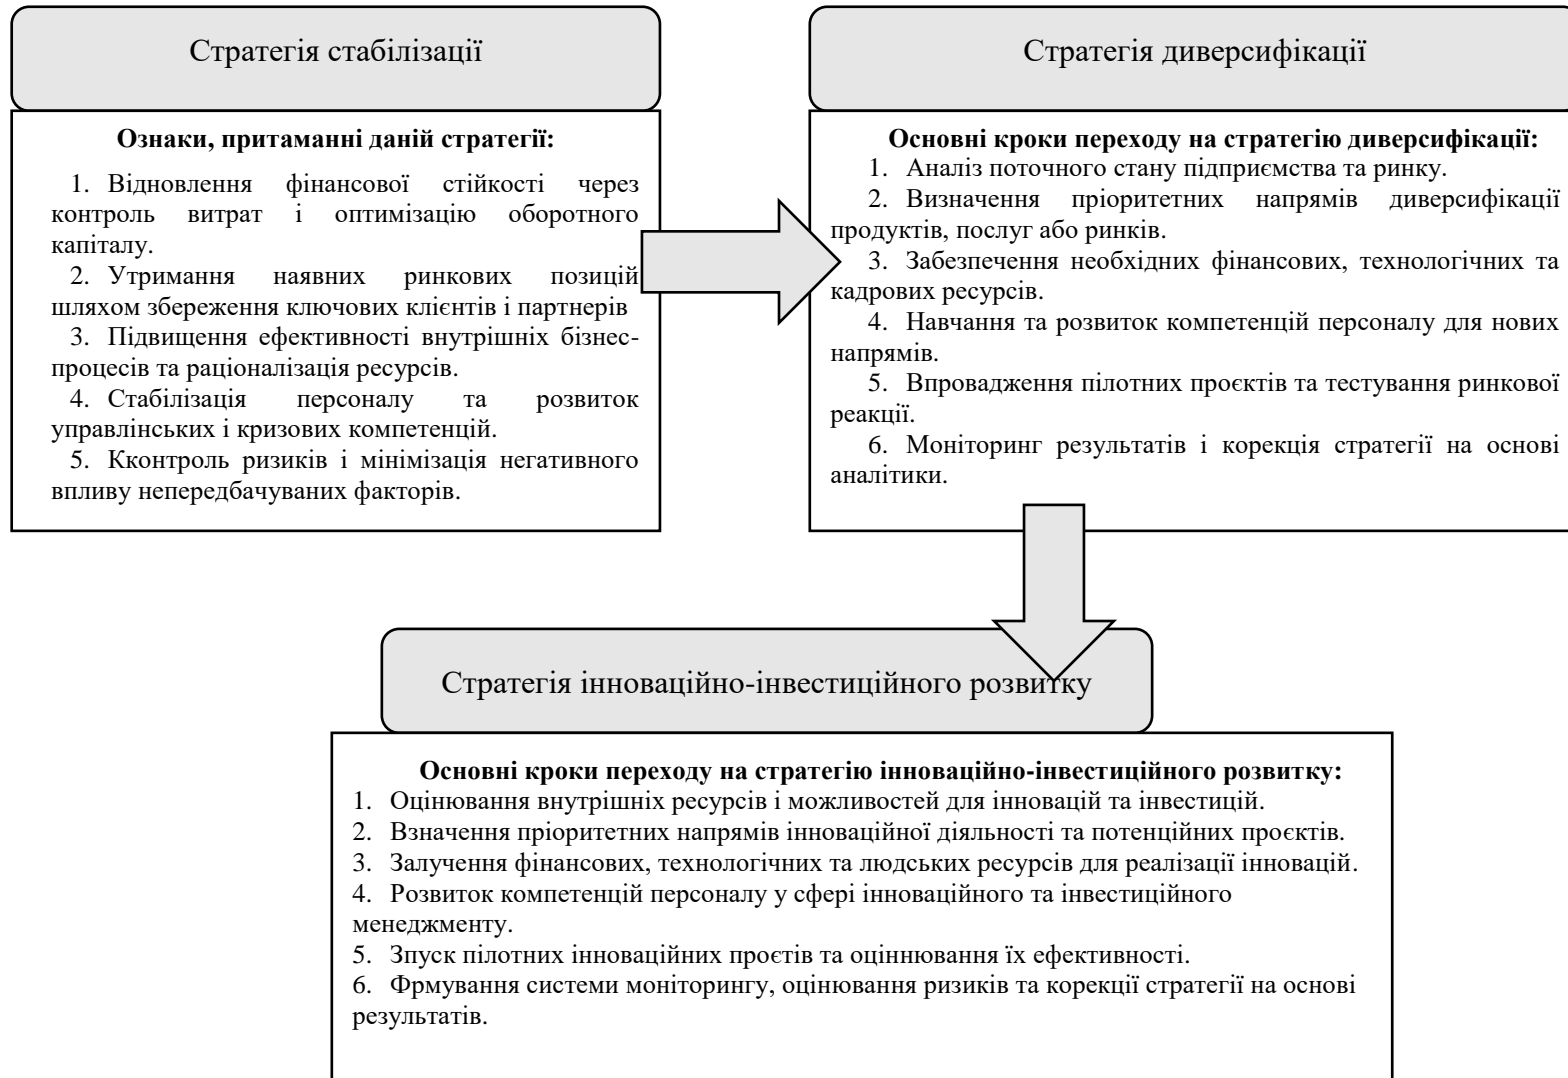 Стратегія стабілізації
Ознаки, притаманні даній стратегії:
1. Відновлення фінансової стійкості через
контроль витрат і оптимізацію оборотного
капіталу.
2. Утримання наявних ринкових позицій
шляхом збереження ключових клієнтів і партнерів
3. Підвищення ефективності внутрішніх бізнес-
процесів та раціоналізація ресурсів.
4. Стабілізація персоналу та розвиток
управлінських і кризових компетенцій.
5. Кконтроль ризиків і мінімізація негативного
впливу непередбачуваних факторів.
Стратегія диверсифікації
Основні кроки переходу на стратегію диверсифікації:
1. Аналіз поточного стану підприємства та ринку.
2. Визначення пріоритетних напрямів диверсифікації
продуктів, послуг або ринків.
3. Забезпечення необхідних фінансових, технологічних та
кадрових ресурсів.
4. Навчання та розвиток компетенцій персоналу для нових
напрямів.
5. Впровадження пілотних проєктів та тестування ринкової
реакції.
6. Моніторинг результатів і корекція стратегії на основі
аналітики.
Стратегія інноваційно-інвестиційного розвитку
Основні кроки переходу на стратегію інноваційно-інвестиційного розвитку:
1. Оцінювання внутрішніх ресурсів і можливостей для інновацій та інвестицій.
2. Взначення пріоритетних напрямів інноваційної діяльності та потенційних проєктів.
3. Залучення фінансових, технологічних та людських ресурсів для реалізації інновацій.
4. Розвиток компетенцій персоналу у сфері інноваційного та інвестиційного
менеджменту.
5. Зпуск пілотних інноваційних проєтів та оціннювання їх ефективності.
6. Фрмування системи моніторингу, оцінювання ризиків та корекції стратегії на основі
результатів.